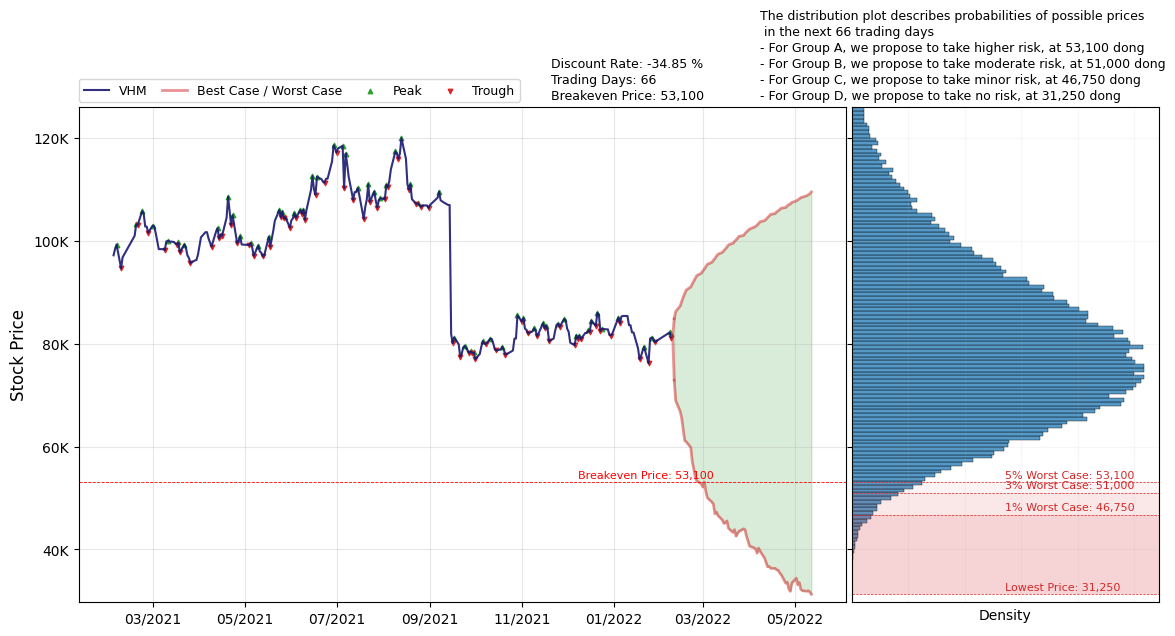 The distribution plot describes probabilities of possible prices
in the next 66 trading days
- For Group A, we propose to take higher risk, at 53,100 dong
- For Group B, we propose to take moderate risk, at 51,000 dong
- For Group C, we propose to take minor risk, at 46,750 dong
- For Group D, we propose to take no risk, at 31,250 dong
Discount Rate: -34.85 %
Trading Days: 66
Breakeven Price: 53,100
VHM Best Case / Worst Case Peak Trough
Stock Price
120K
100K
80K
60K
40K
Breakeven Price: 53,100
03/2021 05/2021 07/2021 09/2021 11/2021 01/2022 03/2022 05/2022
5% Worst Case: 53,100
3% Worst Case: 51,000
1% Worst Case: 46,750
Lowest Price: 31,250
Density